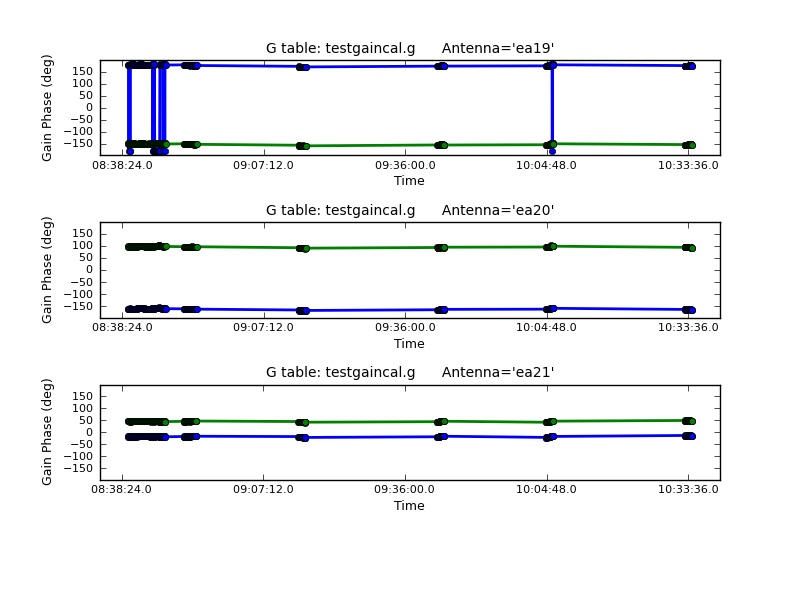 G table: testgaincal.g Antenna='ea19'
Gain Phase (deg)
150
100
50
0
−50
−100
−150
08:38:24.0 09:07:12.0 09:36:00.0 10:04:48.0 10:33:36.0
Time
G table: testgaincal.g Antenna='ea20'
Gain Phase (deg)
150
100
50
0
−50
−100
−150
08:38:24.0 09:07:12.0 09:36:00.0 10:04:48.0 10:33:36.0
Time
G table: testgaincal.g Antenna='ea21'
Gain Phase (deg)
150
100
50
0
−50
−100
−150
08:38:24.0 09:07:12.0 09:36:00.0 10:04:48.0 10:33:36.0
Time